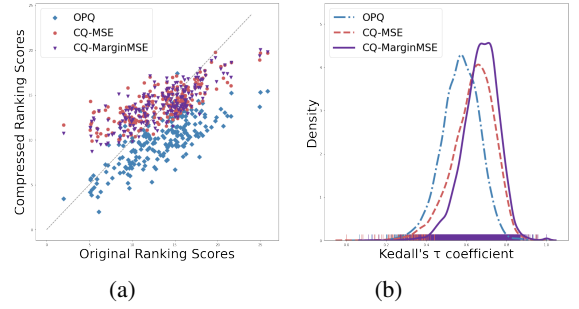 OPQ
CQ-MSE
CQ-MarginMSE
Compressed Ranking Scores
Original Ranking Scores
(a)
OPQ
CQ-MSE
CQ-MarginMSE
Density
Kedall's τ coefficient
(b)